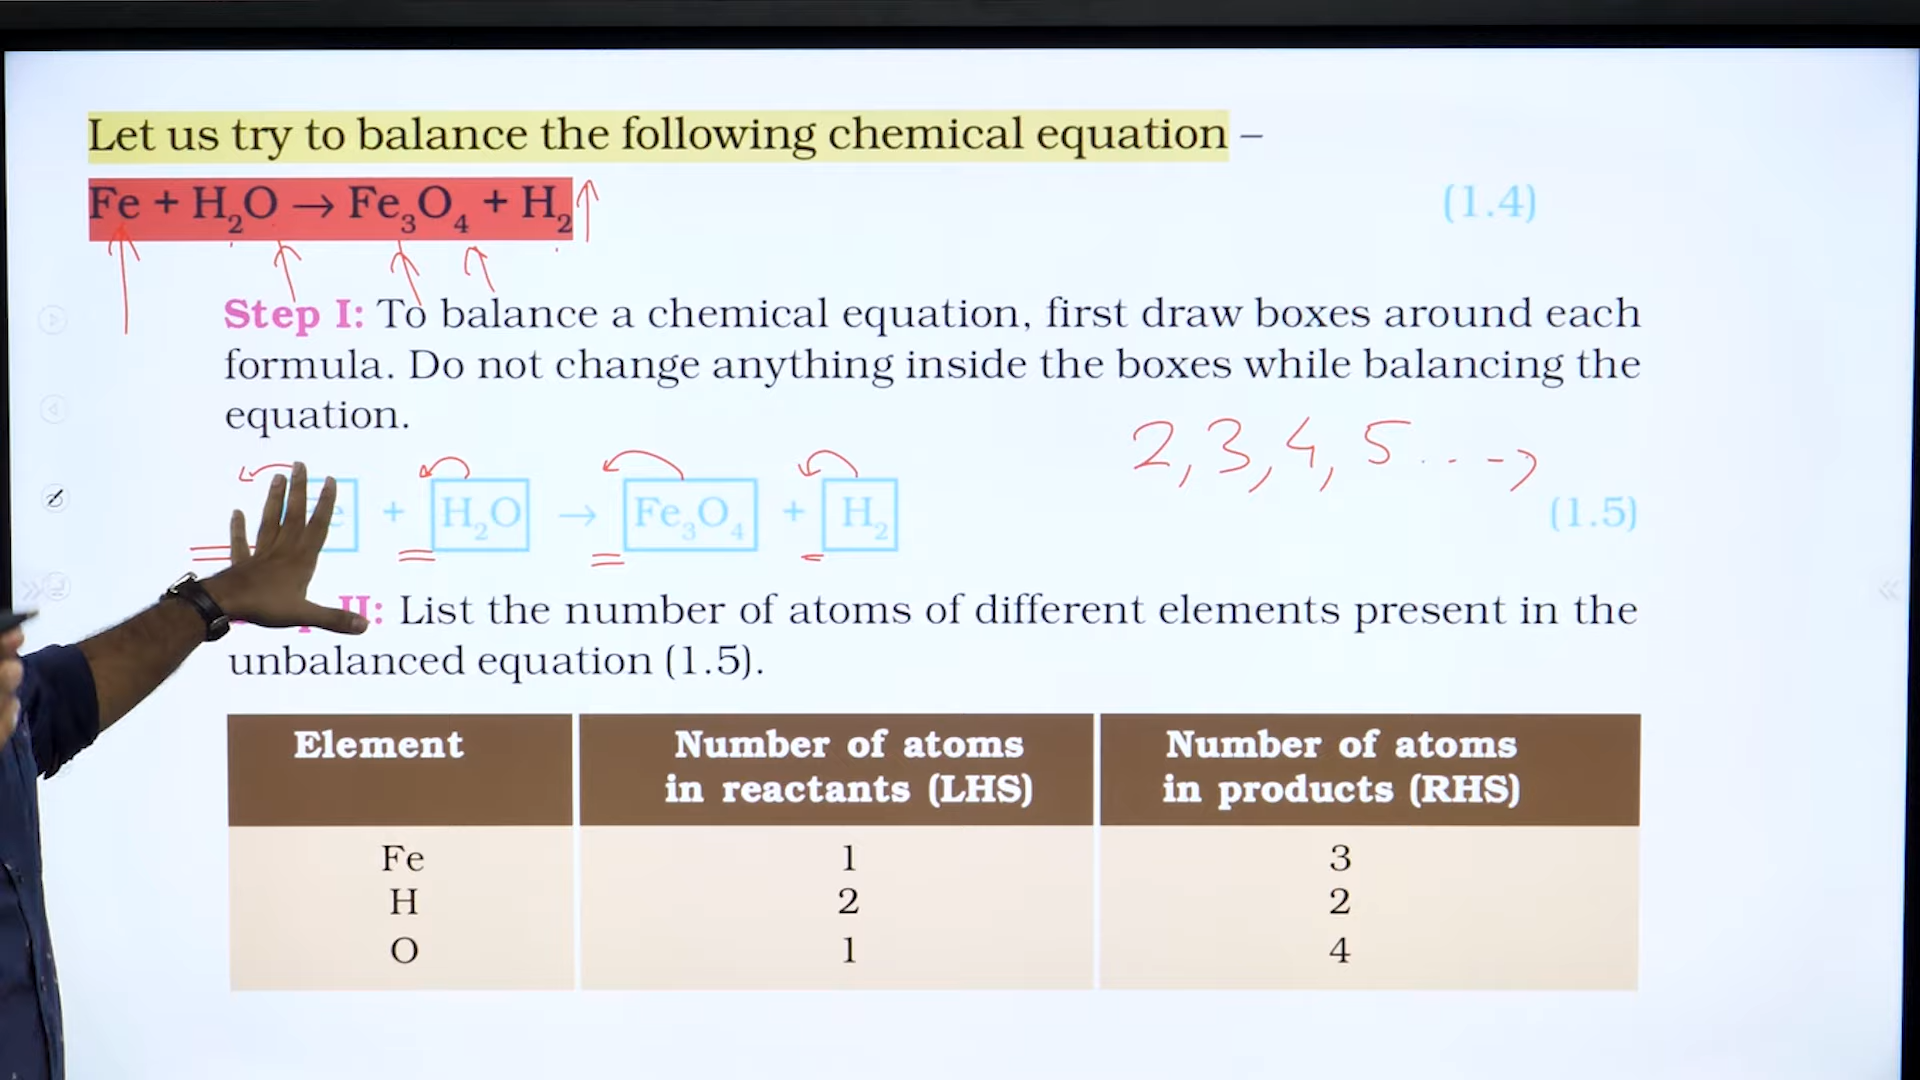 Let us try to balance the following chemical equation –
Fe + H₂O → Fe₃O₄ + H₂↑ (1.4)
Step I: To balance a chemical equation, first draw boxes around each
formula. Do not change anything inside the boxes while balancing the
equation.
2, 3, 4, 5 . . - - →
+ H₂O → Fe₃O₄ + H₂ (1.5)
II: List the number of atoms of different elements present in the
unbalanced equation (1.5).
Element Number of atoms in reactants (LHS) Number of atoms in products (RHS)
Fe 1 3
H 2 2
O 1 4